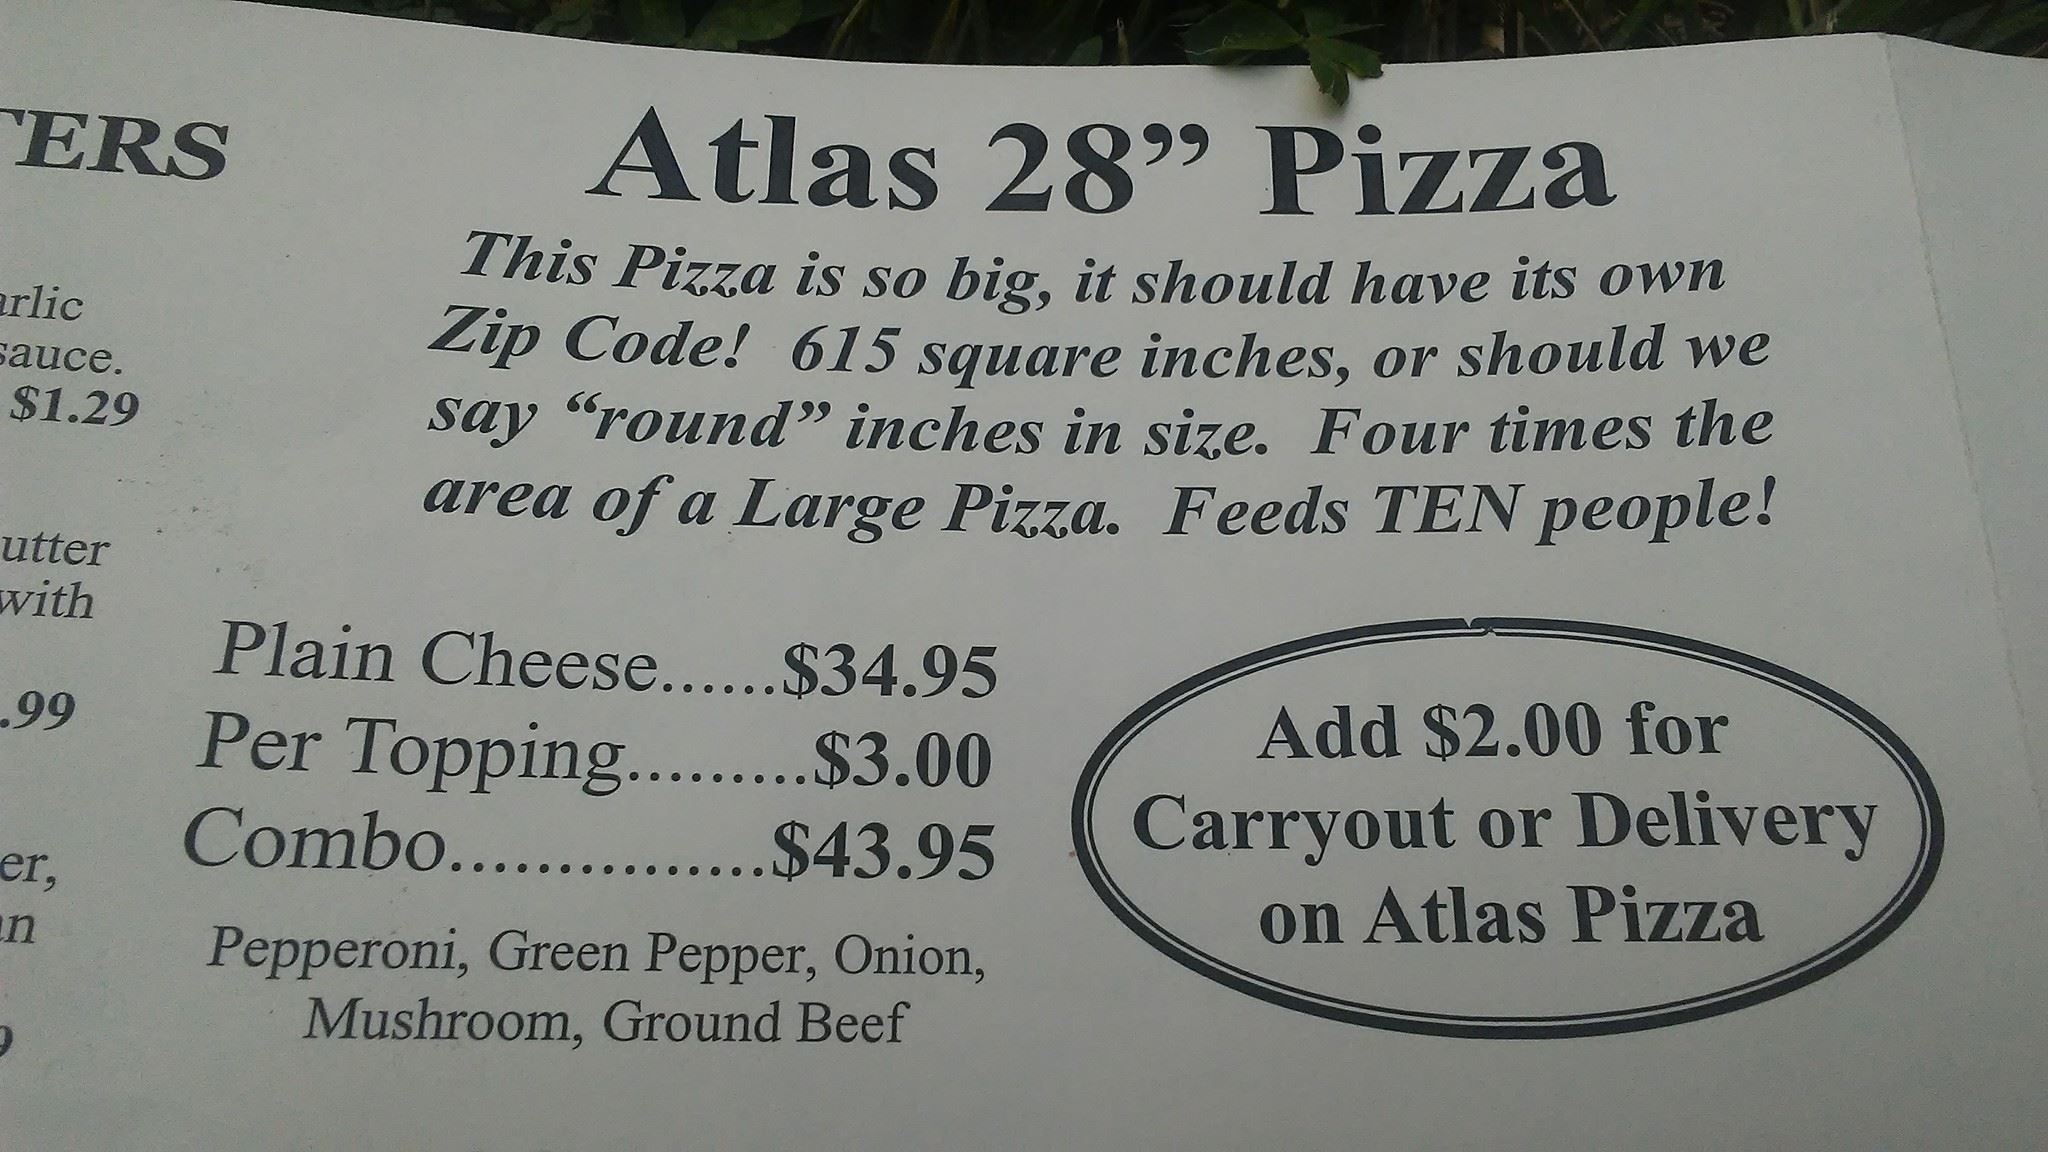 TERS
Atlas 28” Pizza
This Pizza is so big, it should have its own
Zip Code!  615 square inches, or should we
say “round” inches in size.  Four times the
area of a Large Pizza.  Feeds TEN people!
sauce.
$1.29
with
.99
Plain Cheese......$34.95
Per Topping.........$3.00
Combo...............$43.95
Pepperoni, Green Pepper, Onion,
Mushroom, Ground Beef
Add $2.00 for
Carryout or Delivery
on Atlas Pizza